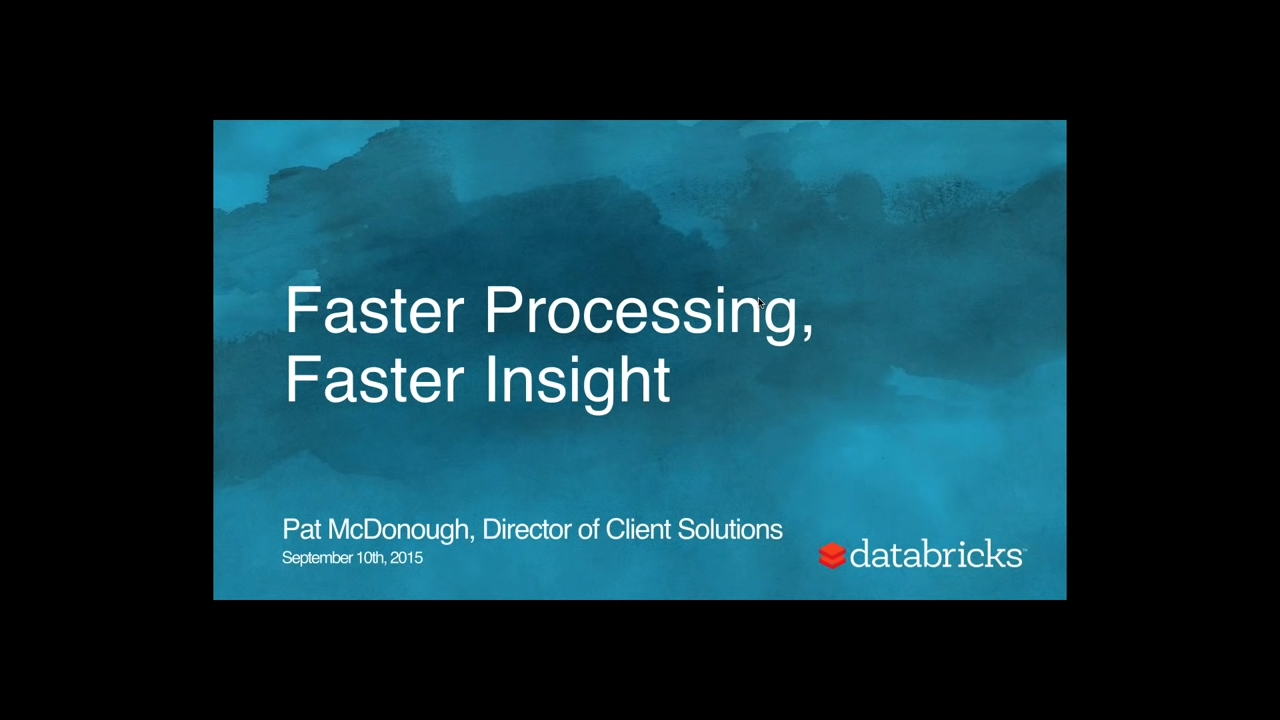 Faster Processing,
Faster Insight
Pat McDonough, Director of Client Solutions
September 10th, 2015
databricks